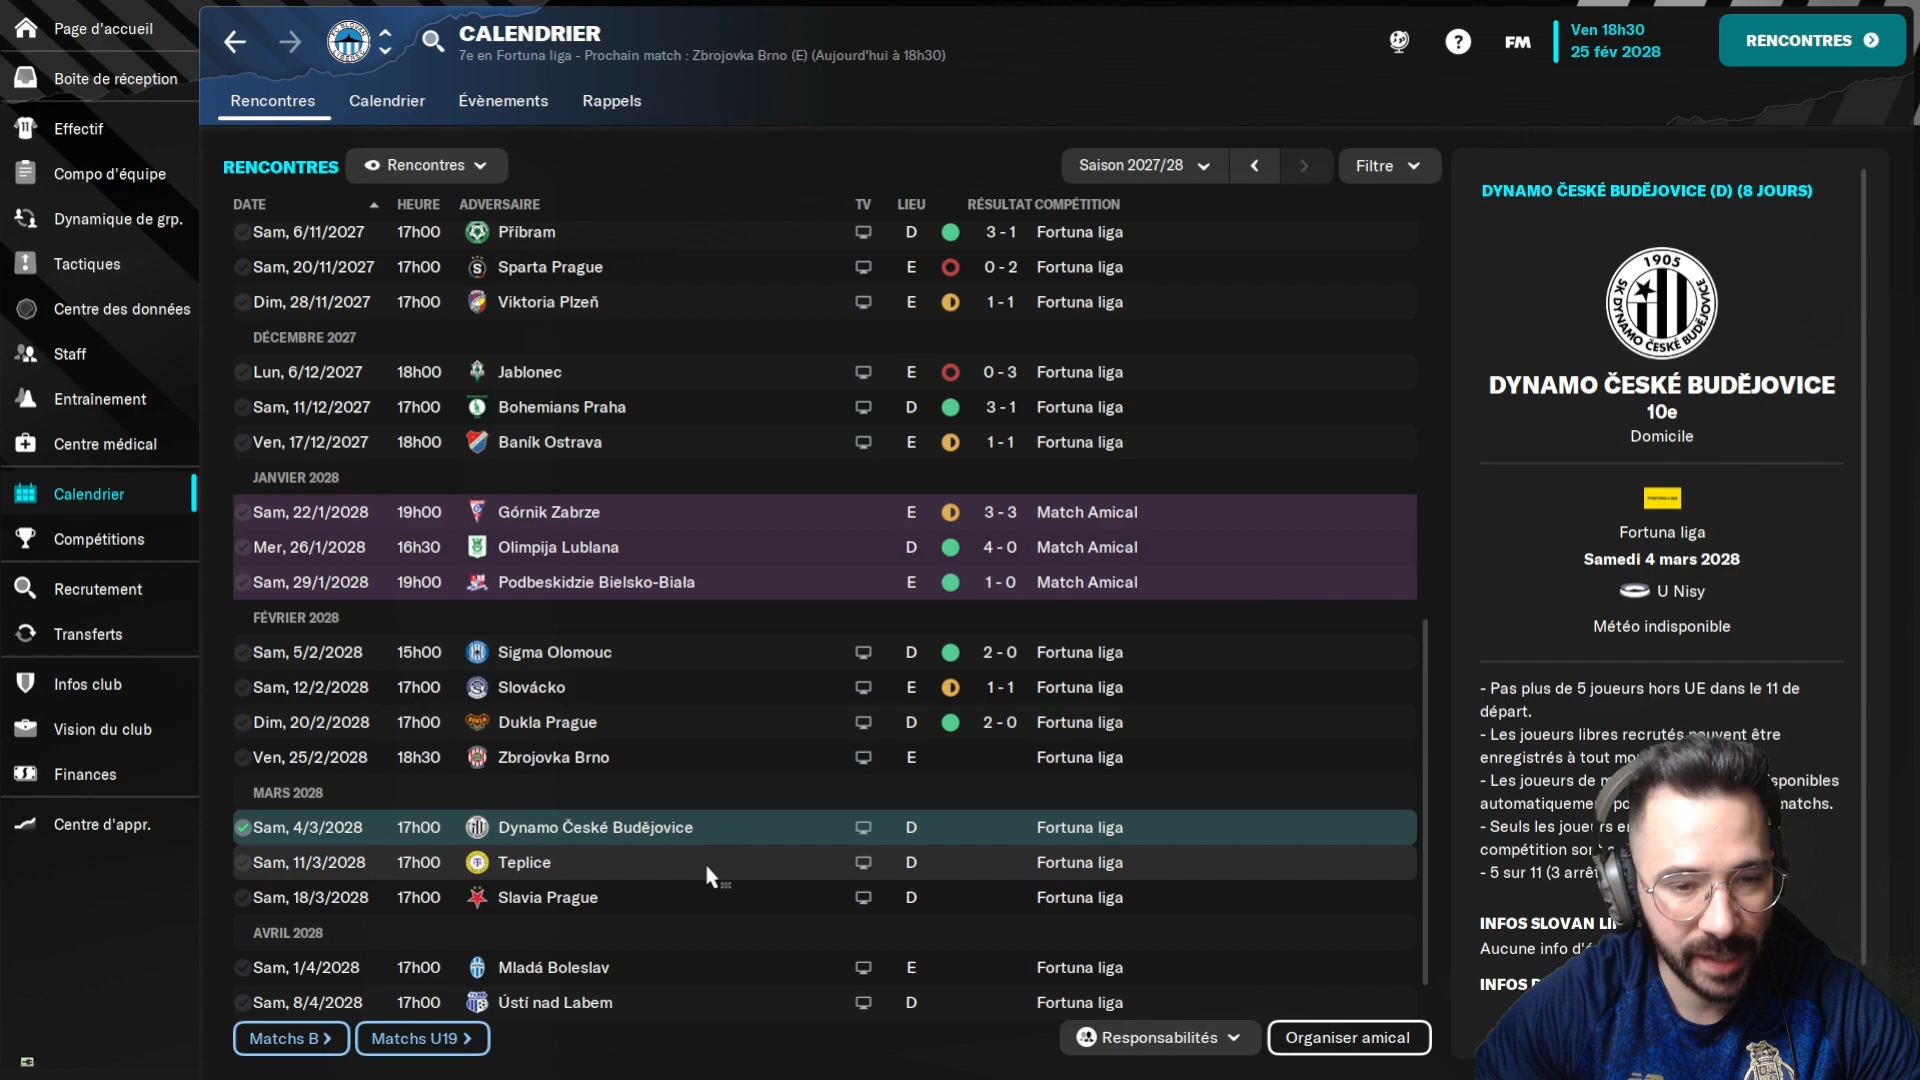 Page d'accueil
Boîte de réception
Effectif
Compo d'équipe
Dynamique de grp.
Tactiques
Centre des données
Staff
Entraînement
Centre médical
Calendrier
Compétitions
Recrutement
Transferts
Infos club
Vision du club
Finances
Centre d'appr.
CALENDRIER
7e en Fortuna liga - Prochain match : Zbrojovka Brno (E) (Aujourd'hui à 18h30)
FM
Ven 18h30
25 fév 2028
RENCONTRES
Rencontres Calendrier Évènements Rappels
RENCONTRES Rencontres Saison 2027/28 Filtre
DATE HEURE ADVERSAIRE TV LIEU RÉSULTAT COMPÉTITION
Sam, 6/11/2027 17h00 Příbram D 3 - 1 Fortuna liga
Sam, 20/11/2027 17h00 Sparta Prague E 0 - 2 Fortuna liga
Dim, 28/11/2027 17h00 Viktoria Plzeň E 1 - 1 Fortuna liga
DÉCEMBRE 2027
Lun, 6/12/2027 18h00 Jablonec E 0 - 3 Fortuna liga
Sam, 11/12/2027 17h00 Bohemians Praha D 3 - 1 Fortuna liga
Ven, 17/12/2027 18h00 Baník Ostrava E 1 - 1 Fortuna liga
JANVIER 2028
Sam, 22/1/2028 19h00 Górnik Zabrze E 3 - 3 Match Amical
Mer, 26/1/2028 16h30 Olimpija Lublana D 4 - 0 Match Amical
Sam, 29/1/2028 19h00 Podbeskidzie Bielsko-Biala E 1 - 0 Match Amical
FÉVRIER 2028
Sam, 5/2/2028 15h00 Sigma Olomouc D 2 - 0 Fortuna liga
Sam, 12/2/2028 17h00 Slovácko E 1 - 1 Fortuna liga
Dim, 20/2/2028 17h00 Dukla Prague D 2 - 0 Fortuna liga
Ven, 25/2/2028 18h30 Zbrojovka Brno E Fortuna liga
MARS 2028
Sam, 4/3/2028 17h00 Dynamo České Budějovice D Fortuna liga
Sam, 11/3/2028 17h00 Teplice D Fortuna liga
Sam, 18/3/2028 17h00 Slavia Prague D Fortuna liga
AVRIL 2028
Sam, 1/4/2028 17h00 Mladá Boleslav E Fortuna liga
Sam, 8/4/2028 17h00 Ústí nad Labem D Fortuna liga
Matchs B Matchs U19 Responsabilités Organiser amical
DYNAMO ČESKÉ BUDĚJOVICE (D) (8 JOURS)
1905
SK DYNAMO ČESKÉ BUDĚJOVICE
DYNAMO ČESKÉ BUDĚJOVICE
10e
Domicile
Fortuna liga
Samedi 4 mars 2028
U Nisy
Météo indisponible
- Pas plus de 5 joueurs hors UE dans le 11 de
départ.
- Les joueurs libres recrutés peuvent être
enregistrés à tout
- Les joueurs de
automatiquement matchs.
- Seuls les joueurs
compétition
- 5 sur 11 (3
INFOS SLOVAN
Aucune info
INFOS